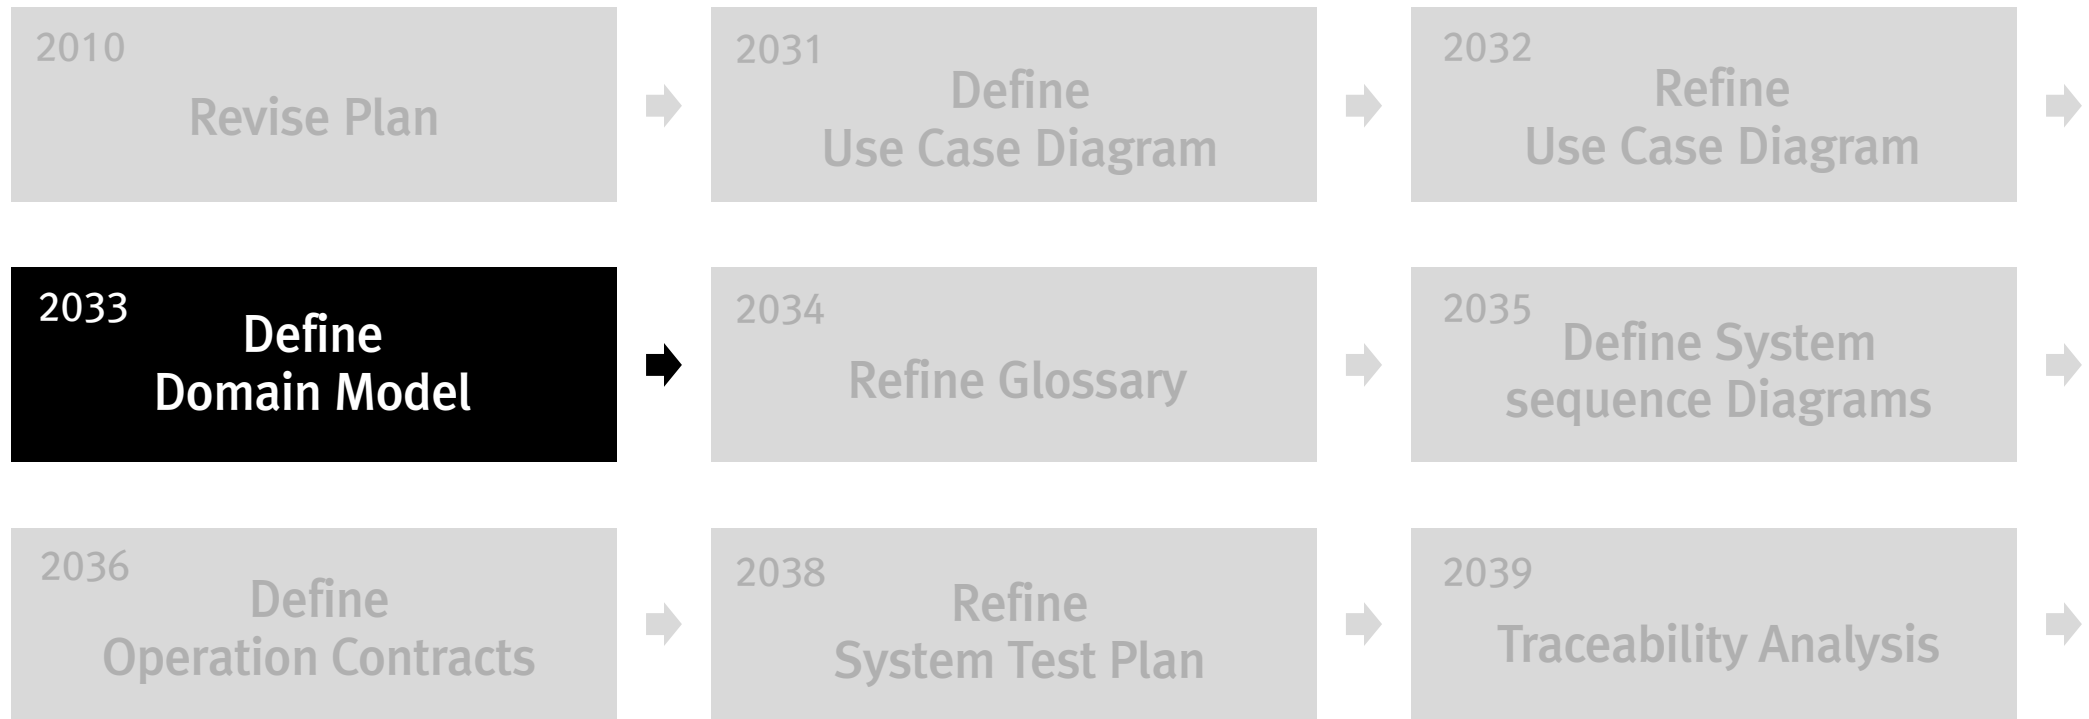 2010
Revise Plan
2031
Define
Use Case Diagram
2032
Refine
Use Case Diagram
2033
Define
Domain Model
2034
Refine Glossary
2035
Define System
sequence Diagrams
2036
Define
Operation Contracts
2038
Refine
System Test Plan
2039
Traceability Analysis